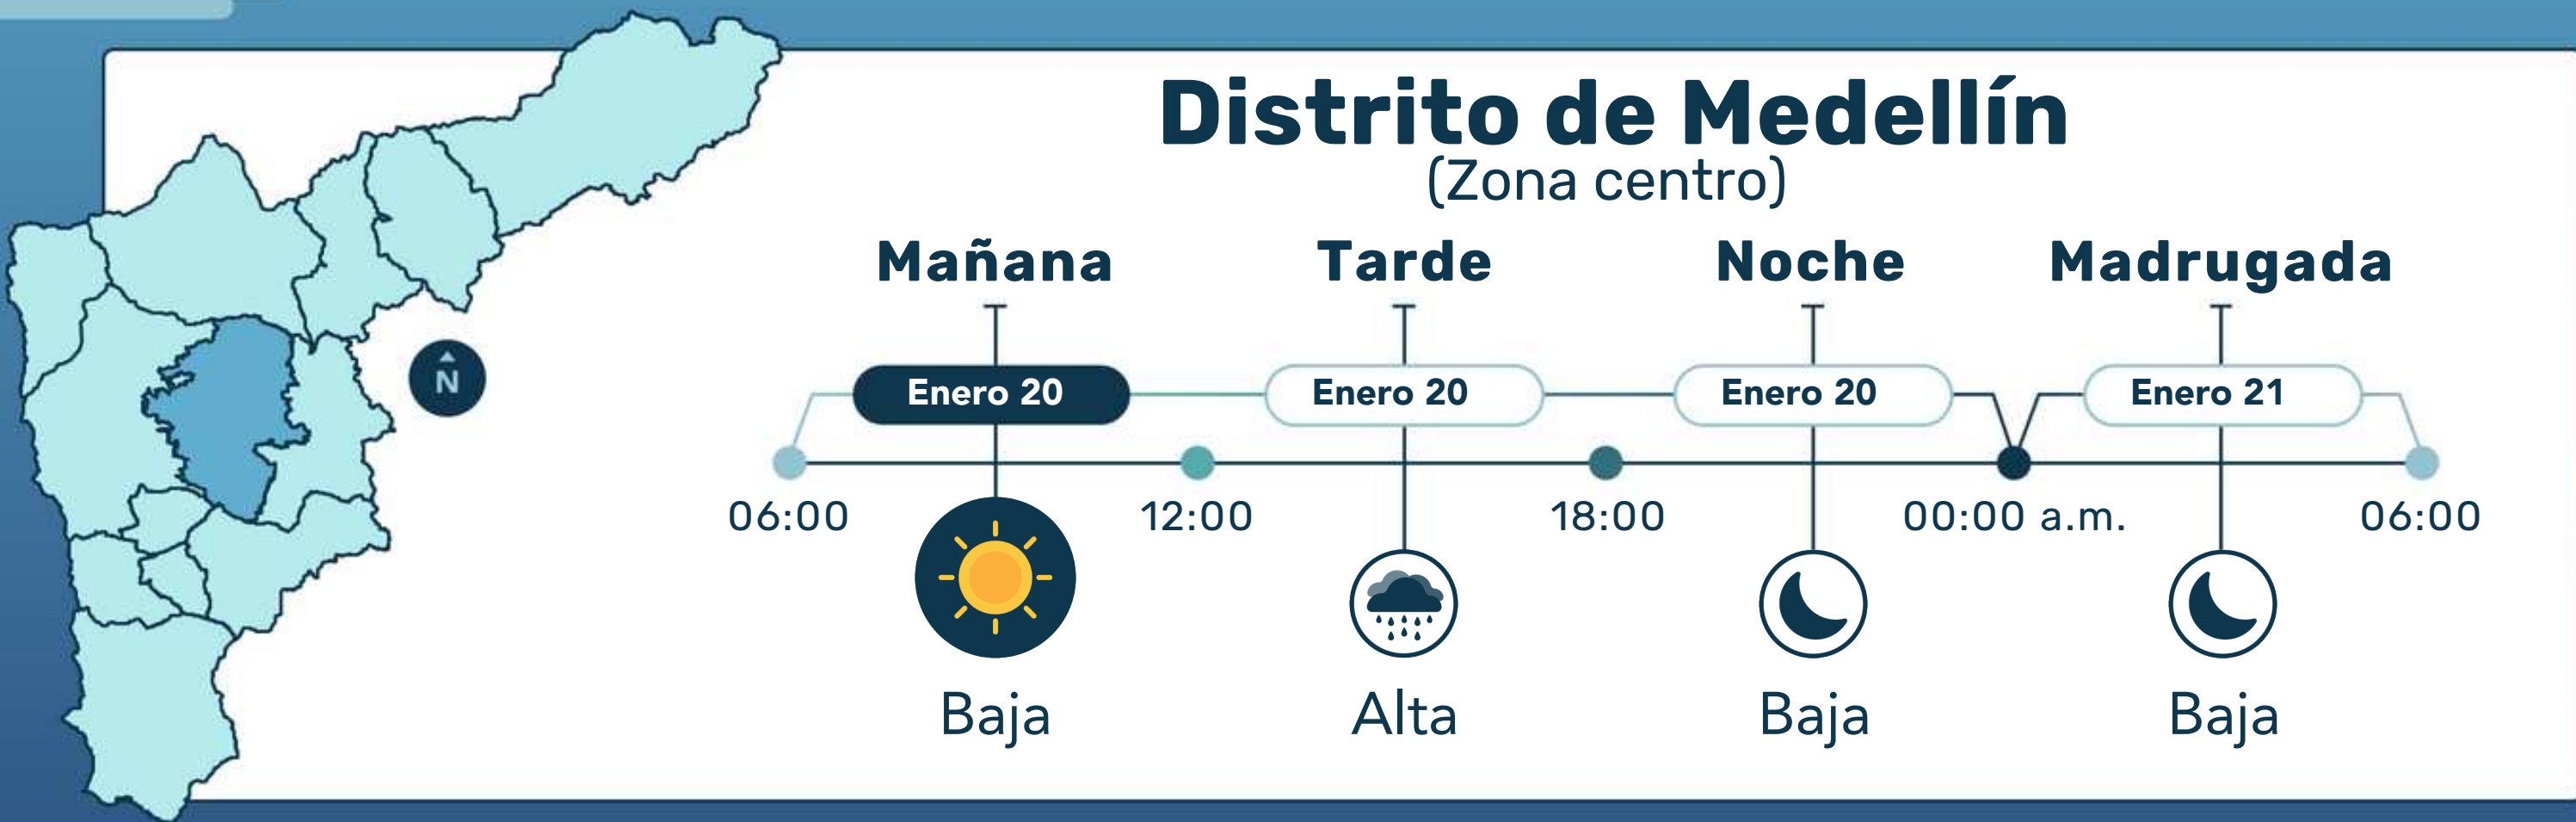 Distrito de Medellín
(Zona centro)
Mañana Tarde Noche Madrugada
Enero 20 Enero 20 Enero 20 Enero 21
N
06:00 12:00 18:00 00:00 a.m. 06:00
Baja Alta Baja Baja